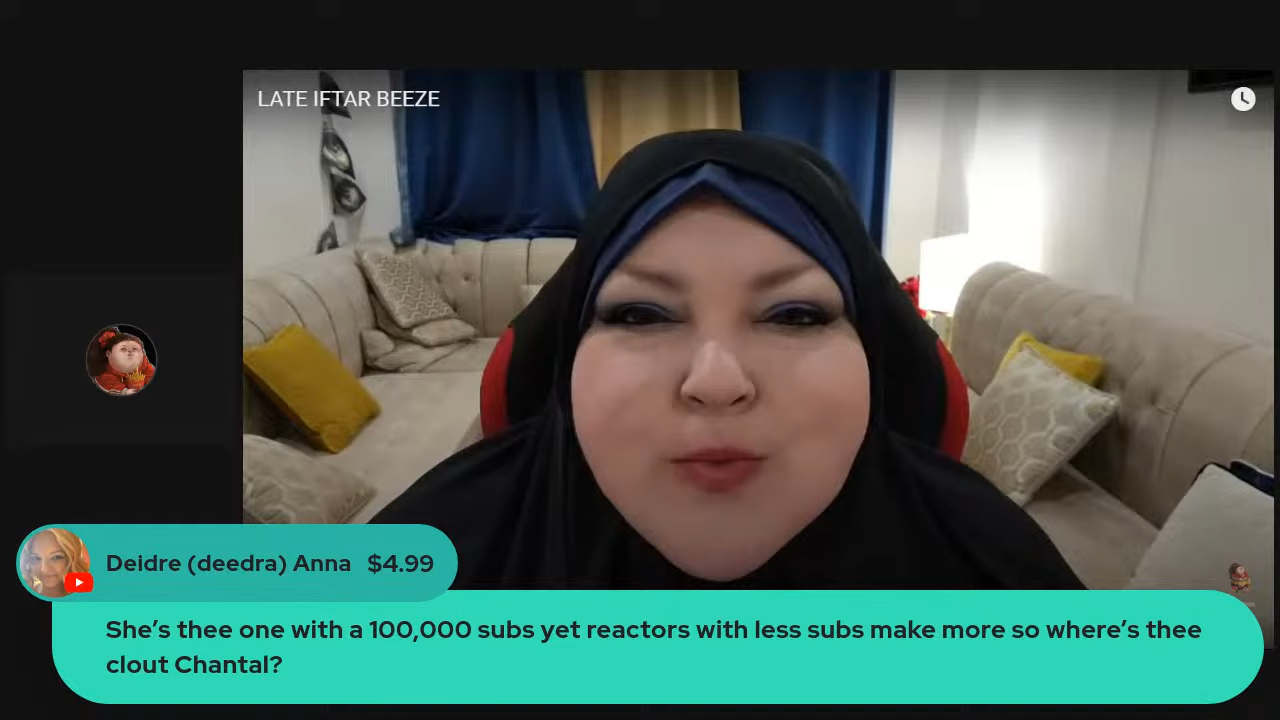 LATE IFTAR BEEZE
Deidre (deedra) Anna $4.99
She’s thee one with a 100,000 subs yet reactors with less subs make more so where’s thee
clout Chantal?